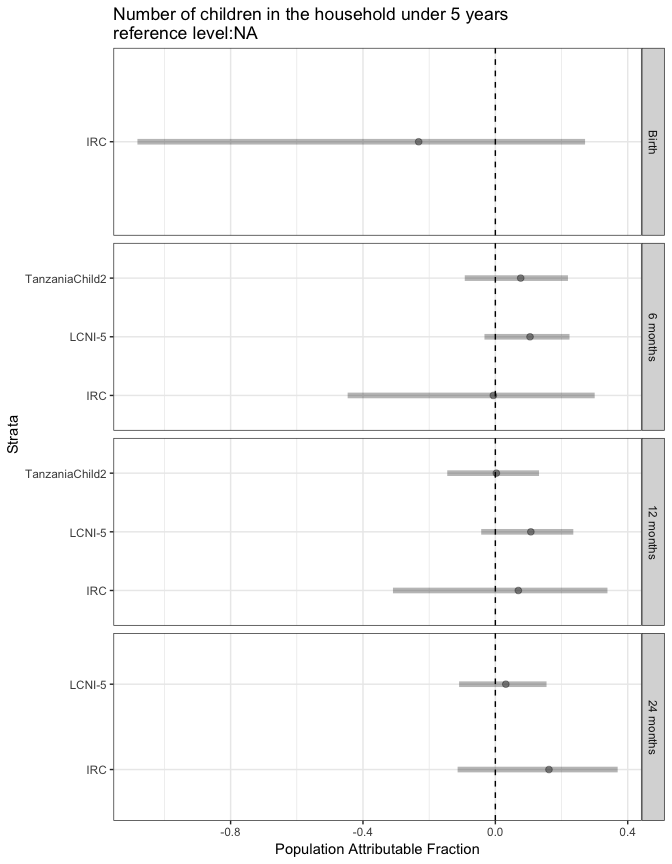 Number of children in the household under 5 years
reference level:NA
IRC
Birth
TanzaniaChild2
LCNI-5
IRC
6 months
Strata
TanzaniaChild2
LCNI-5
IRC
12 months
LCNI-5
IRC
24 months
-0.8 -0.4 0.0 0.4
Population Attributable Fraction